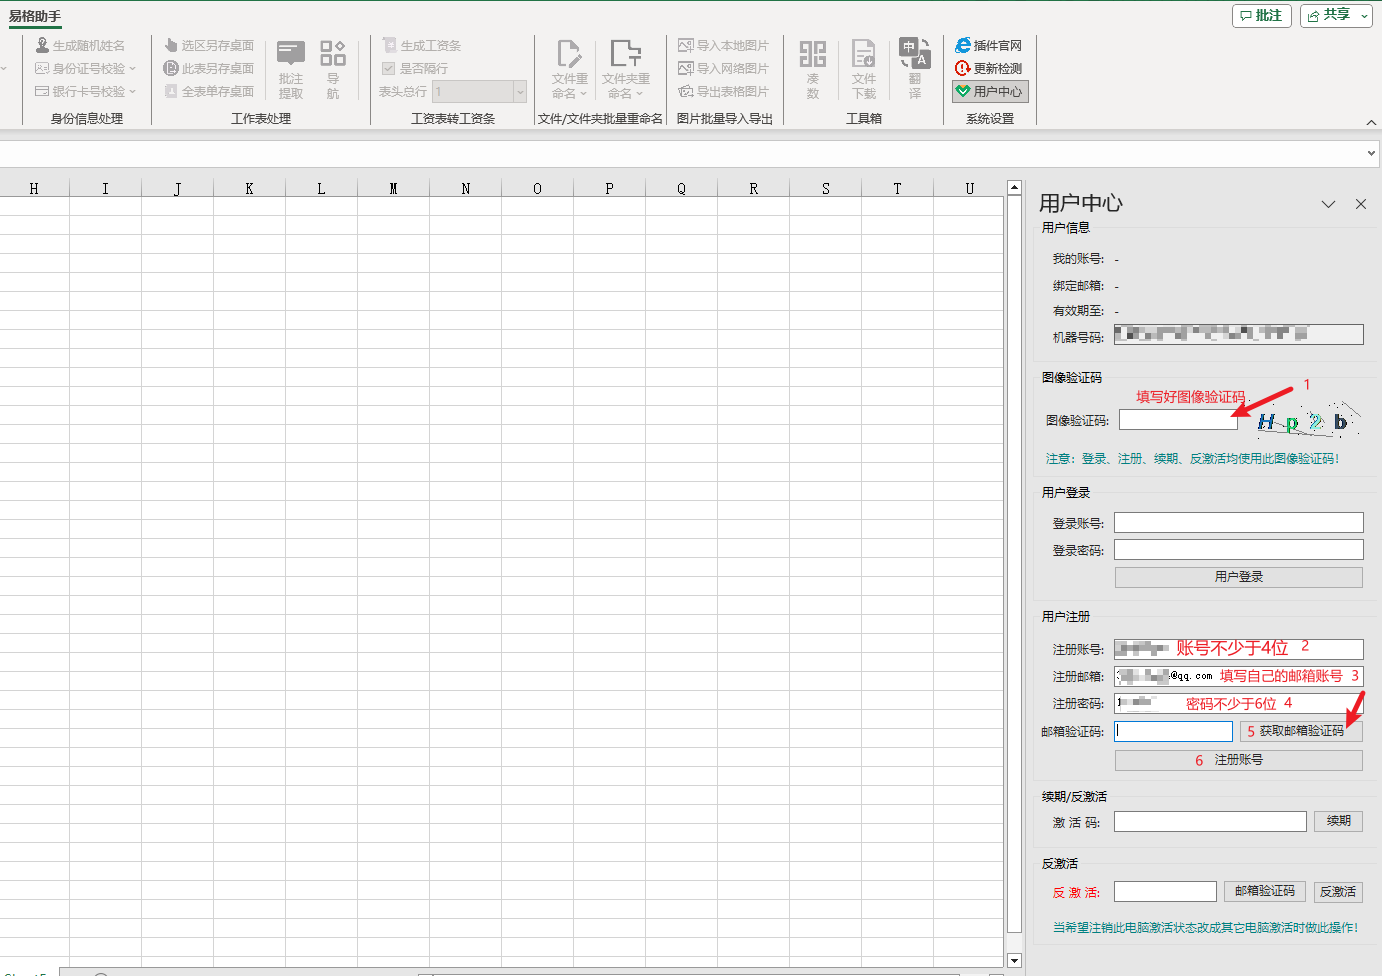 易格助手
批注
共享
生成随机姓名
身份证号校验
银行卡号校验
身份信息处理
选区另存桌面
此表另存桌面
全表单存桌面
批注
提取
导
航
工作表处理
生成工资条
是否隔行
表头总行 1
工资表转工资条
文件重
命名
文件夹重
命名
文件/文件夹批量重命名
导入本地图片
导入网络图片
导出表格图片
图片批量导入导出
凑
数
文件
下载
中 A
翻
译
工具箱
插件官网
更新检测
用户中心
系统设置
H I J K L M N O P Q R S T U
用户中心
用户信息
我的账号: -
绑定邮箱: -
有效期至: -
机器号码:
图像验证码
填写好图像验证码 1
图像验证码: Hp2b
注意: 登录、注册、续期、反激活均使用此图像验证码!
用户登录
登录账号:
登录密码:
用户登录
用户注册
注册账号: 账号不少于4位 2
注册邮箱: @qq.com 填写自己的邮箱账号 3
注册密码: 密码不少于6位 4
邮箱验证码: 5 获取邮箱验证码
6 注册账号
续期/反激活
激 活 码: 续期
反激活
反 激 活: 邮箱验证码 反激活
当希望注销此电脑激活状态改成其它电脑激活时做此操作!